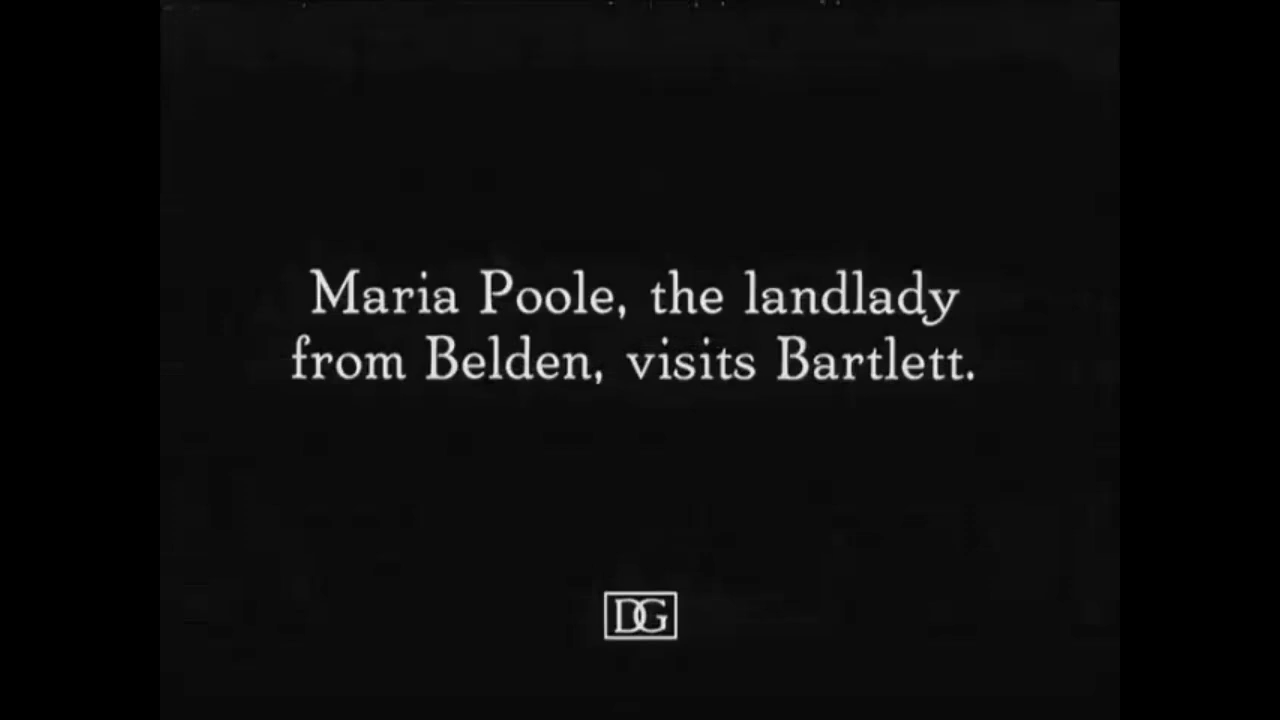 Maria Poole, the landlady
from Belden, visits Bartlett.
DG